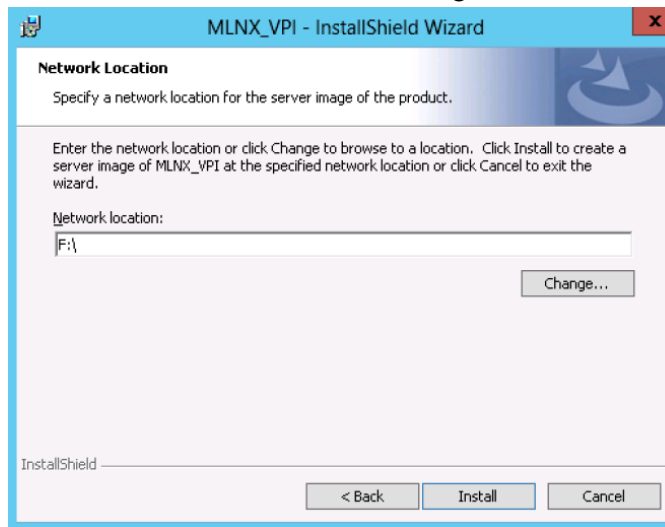 MLNX_VPI - InstallShield Wizard
x
Network Location
Specify a network location for the server image of the product.
Enter the network location or click Change to browse to a location. Click Install to create a
server image of MLNX_VPI at the specified network location or click Cancel to exit the
wizard.
Network location:
F:\
Change...
InstallShield
< Back
Install
Cancel